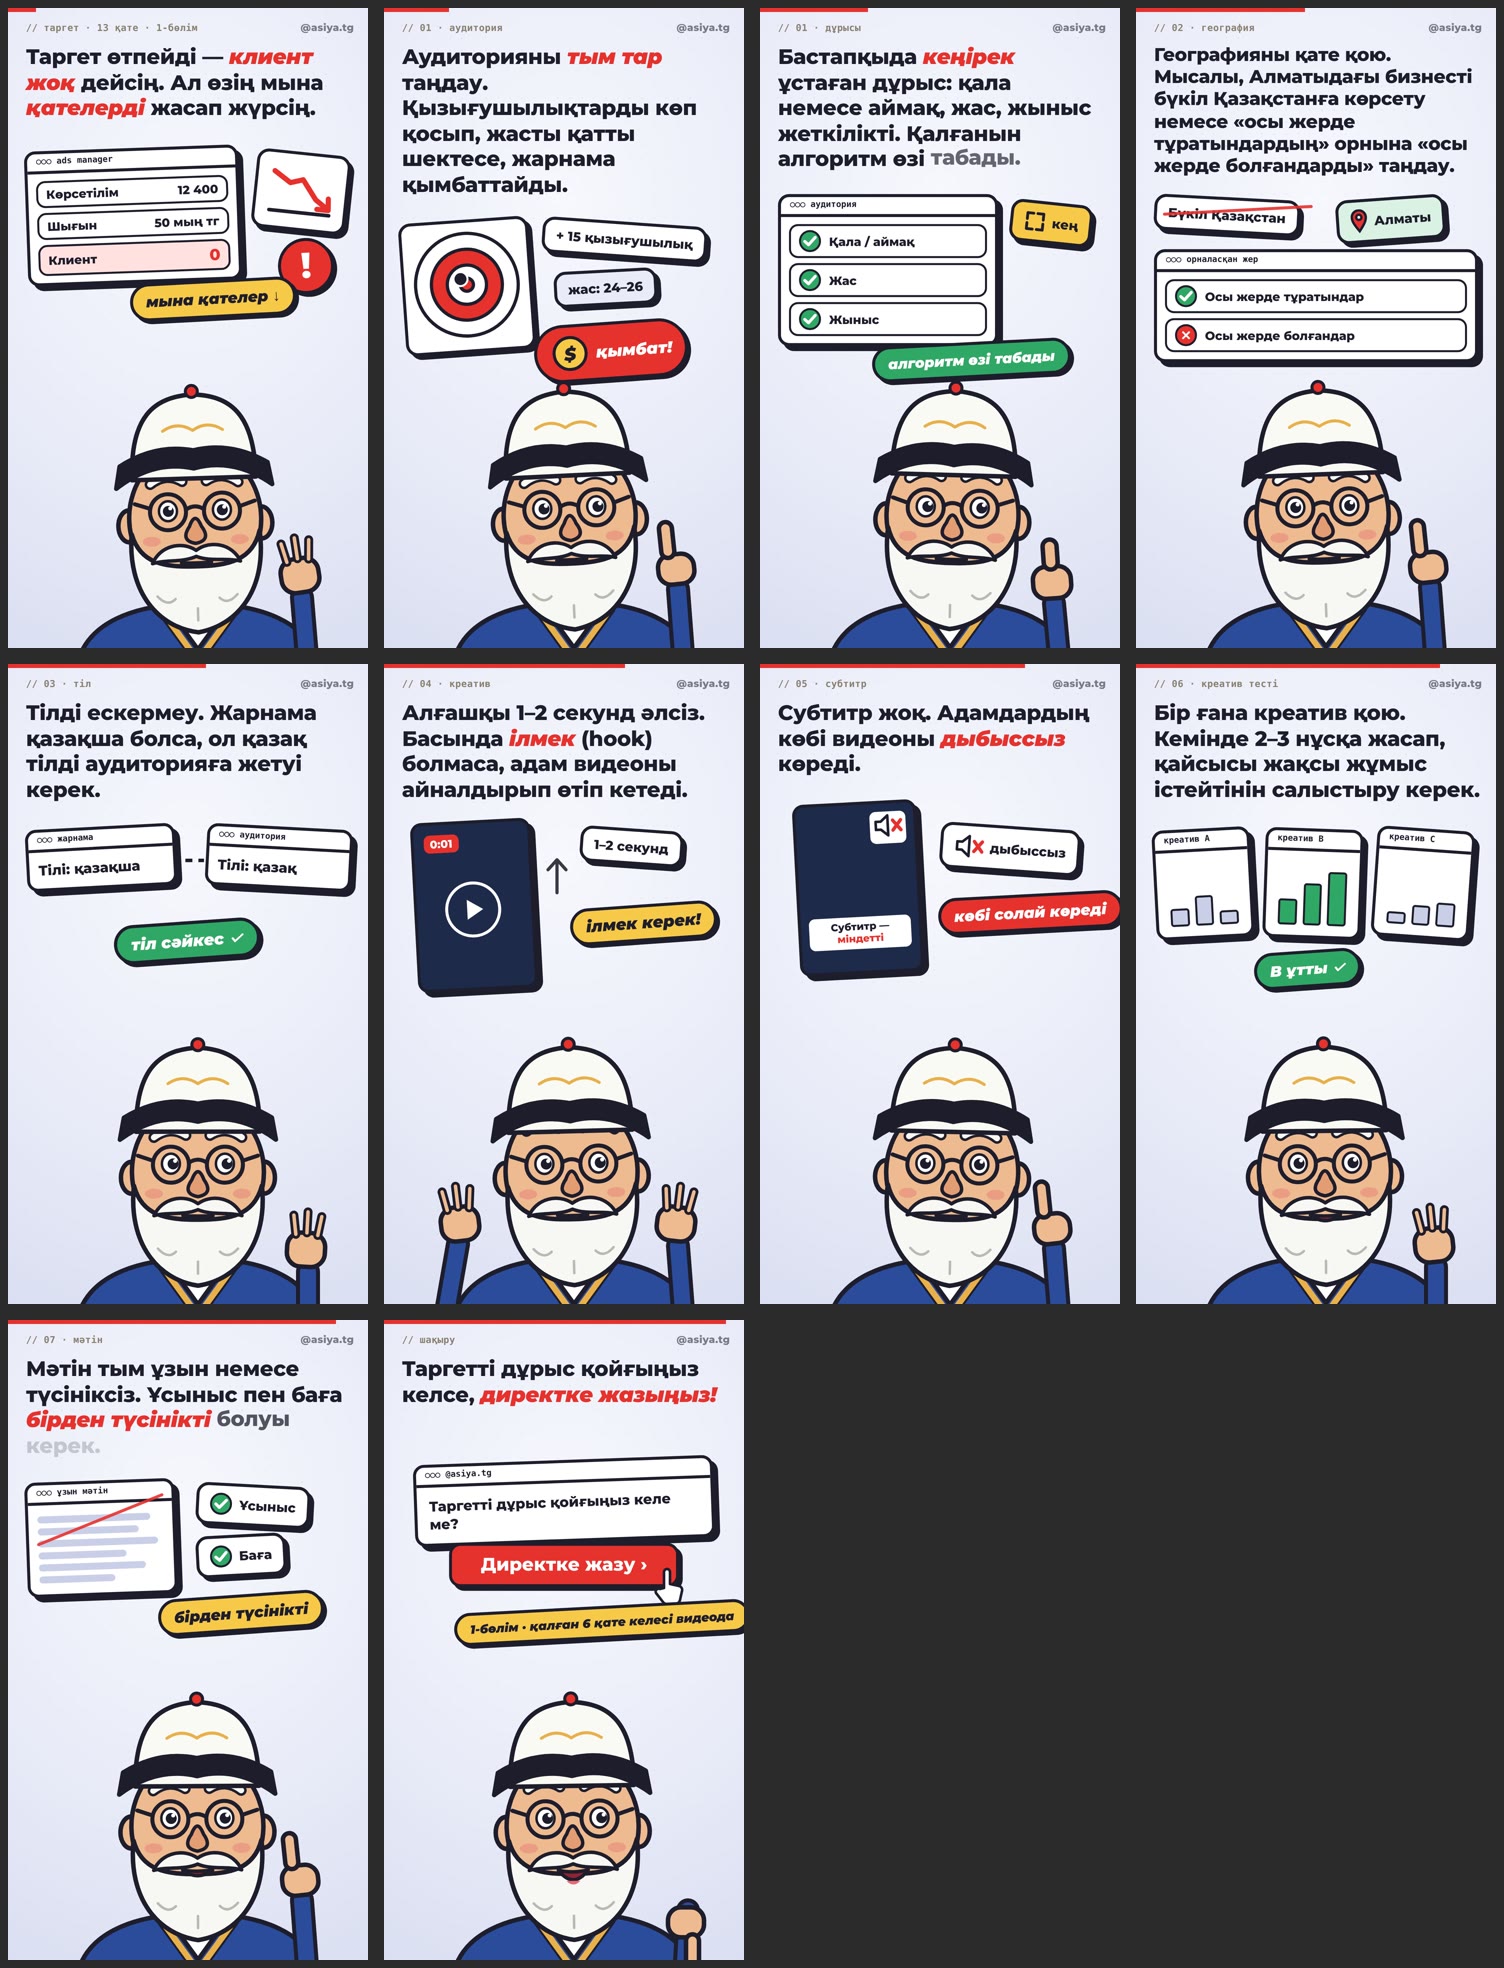 // таргет · 13 қате · 1-бөлім
@asiya.tg
Таргет өтпейді — клиент
жоқ дейсің. Ал өзің мына
қателерді жасап жүрсің.
ads manager
Көрсетілім 12 400
Шығын 50 мың тг
Клиент 0
!
мына қателер ↓
// 01 · аудитория
@asiya.tg
Аудиторияны тым тар
таңдау.
Қызығушылықтарды көп
қосып, жасты қатты
шектесе, жарнама
қымбаттайды.
+ 15 қызығушылық
жас: 24–26
$ қымбат!
// 01 · дұрысы
@asiya.tg
Бастапқыда кеңірек
ұстаған дұрыс: қала
немесе аймақ, жас, жыныс
жеткілікті. Қалғанын
алгоритм өзі табады.
аудитория
Қала / аймақ
Жас
Жыныс
кең
алгоритм өзі табады
// 02 · география
@asiya.tg
Географияны қате қою.
Мысалы, Алматыдағы бизнесті
бүкіл Қазақстанға көрсету
немесе «осы жерде
тұратындардың» орнына «осы
жерде болғандарды» таңдау.
Бүкіл Қазақстан
Алматы
орналасқан жер
Осы жерде тұратындар
Осы жерде болғандар
// 03 · тіл
@asiya.tg
Тілді ескермеу. Жарнама
қазақша болса, ол қазақ
тілді аудиторияға жетуі
керек.
жарнама
Тілі: қазақша
аудитория
Тілі: қазақ
тіл сәйкес ✓
// 04 · креатив
@asiya.tg
Алғашқы 1–2 секунд әлсіз.
Басында ілмек (hook)
болмаса, адам видеоны
айналдырып өтіп кетеді.
0:01
1–2 секунд
ілмек керек!
// 05 · субтитр
@asiya.tg
Субтитр жоқ. Адамдардың
көбі видеоны дыбыссыз
көреді.
Субтитр —
міндетті
дыбыссыз
көбі солай көреді
// 06 · креатив тесті
@asiya.tg
Бір ғана креатив қою.
Кемінде 2–3 нұсқа жасап,
қайсысы жақсы жұмыс
істейтінін салыстыру керек.
креатив A
креатив B
креатив C
B ұтты ✓
// 07 · мәтін
@asiya.tg
Мәтін тым ұзын немесе
түсініксіз. Ұсыныс пен баға
бірден түсінікті болуы
керек.
ұзын мәтін
Ұсыныс
Баға
бірден түсінікті
// шақыру
@asiya.tg
Таргетті дұрыс қойғыңыз
келсе, директке жазыңыз!
@asiya.tg
Таргетті дұрыс қойғыңыз келе
ме?
Директке жазу ›
1-бөлім · қалған 6 қате келесі видеода